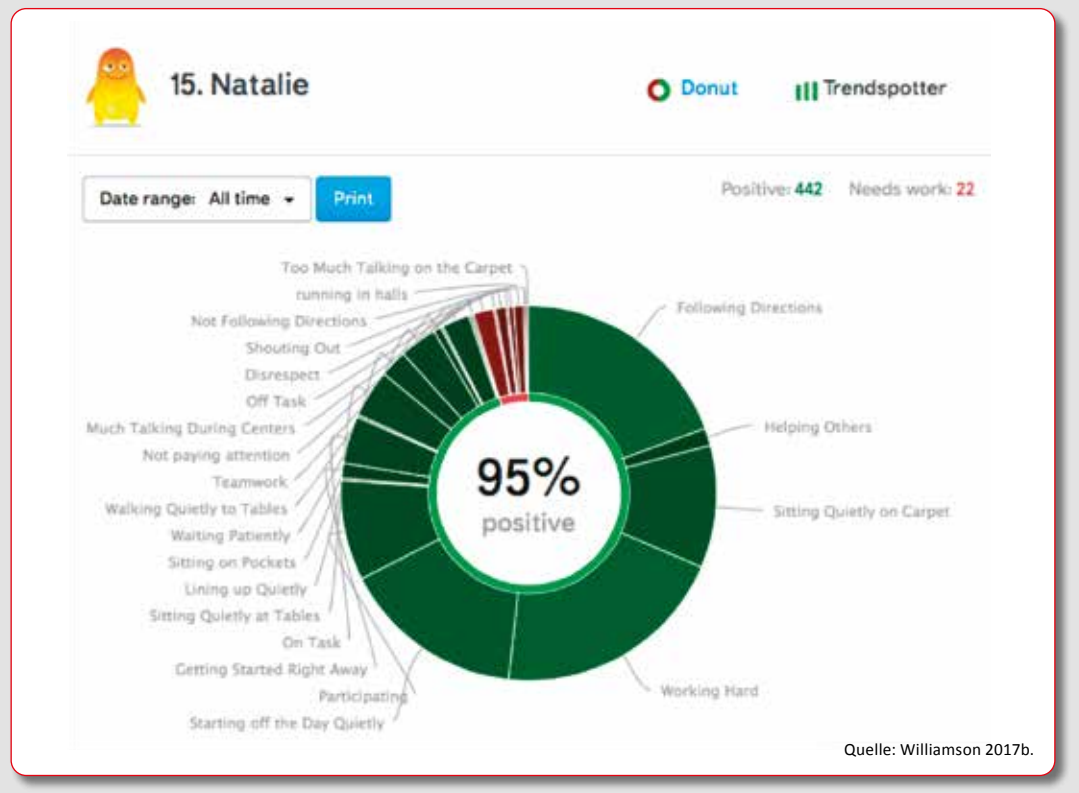 15. Natalie
Donut
Trendspotter
Date range: All time
Print
Positive: 442 Needs work: 22
Too Much Talking on the Carpet
running in halls
Following Directions
Not Following Directions
Shouting Out
Disrespect
Off Task
Much Talking During Centers
Helping Others
Not paying attention
Teamwork
Walking Quietly to Tables
Sitting Quietly on Carpet
Waiting Patiently
Sitting on Pockets
Lining up Quietly
Sitting Quietly at Tables
On Task
Getting Started Right Away
Participating
Working Hard
Starting off the Day Quietly
95%
positive
Quelle: Williamson 2017b.